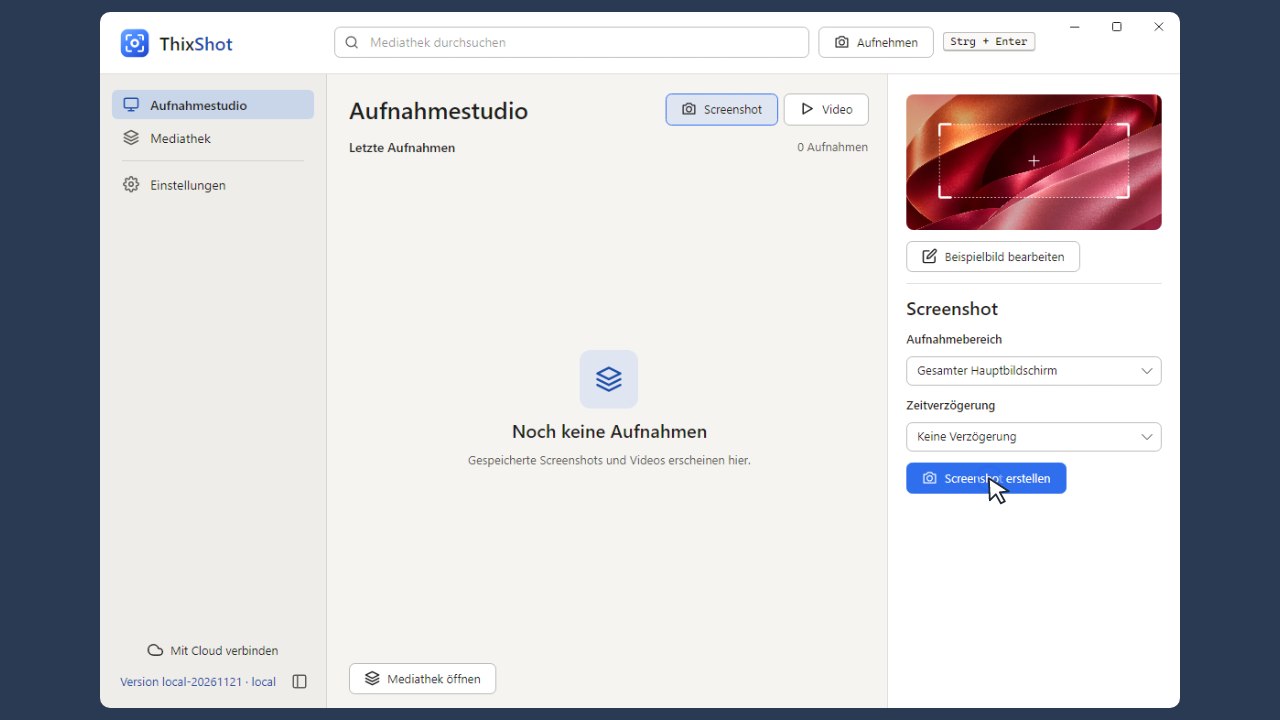 ThixShot
Mediathek durchsuchen
Aufnehmen
Strg + Enter
Aufnahmestudio
Mediathek
Einstellungen
Mit Cloud verbinden
Version local-20261121 · local
Aufnahmestudio
Screenshot
Video
Letzte Aufnahmen
0 Aufnahmen
Noch keine Aufnahmen
Gespeicherte Screenshots und Videos erscheinen hier.
Mediathek öffnen
Beispielbild bearbeiten
Screenshot
Aufnahmebereich
Gesamter Hauptbildschirm
Zeitverzögerung
Keine Verzögerung
Screenshot erstellen